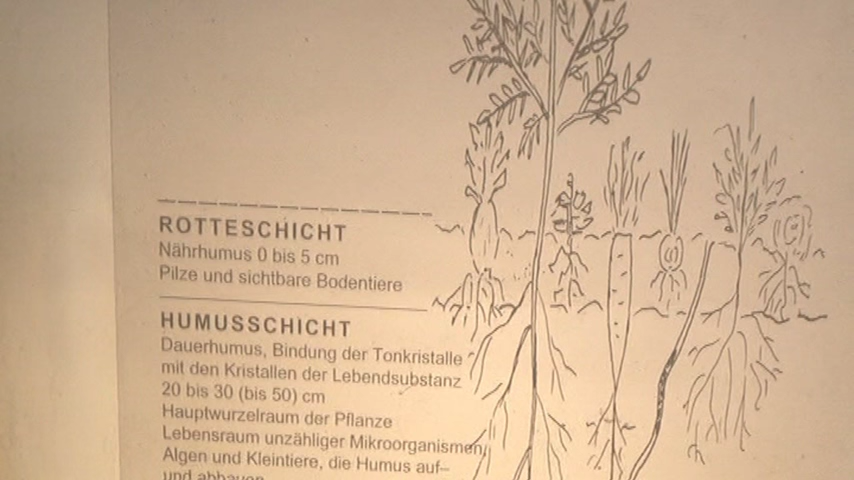 ROTTESCHICHT
Nährhumus 0 bis 5 cm
Pilze und sichtbare Bodentiere
HUMUSSCHICHT
Dauerhumus, Bindung der Tonkristalle
mit den Kristallen der Lebendsubstanz
20 bis 30 (bis 50) cm
Hauptwurzelraum der Pflanze
Lebensraum unzähliger Mikroorganismen,
Algen und Kleintiere, die Humus auf–
und abbauen